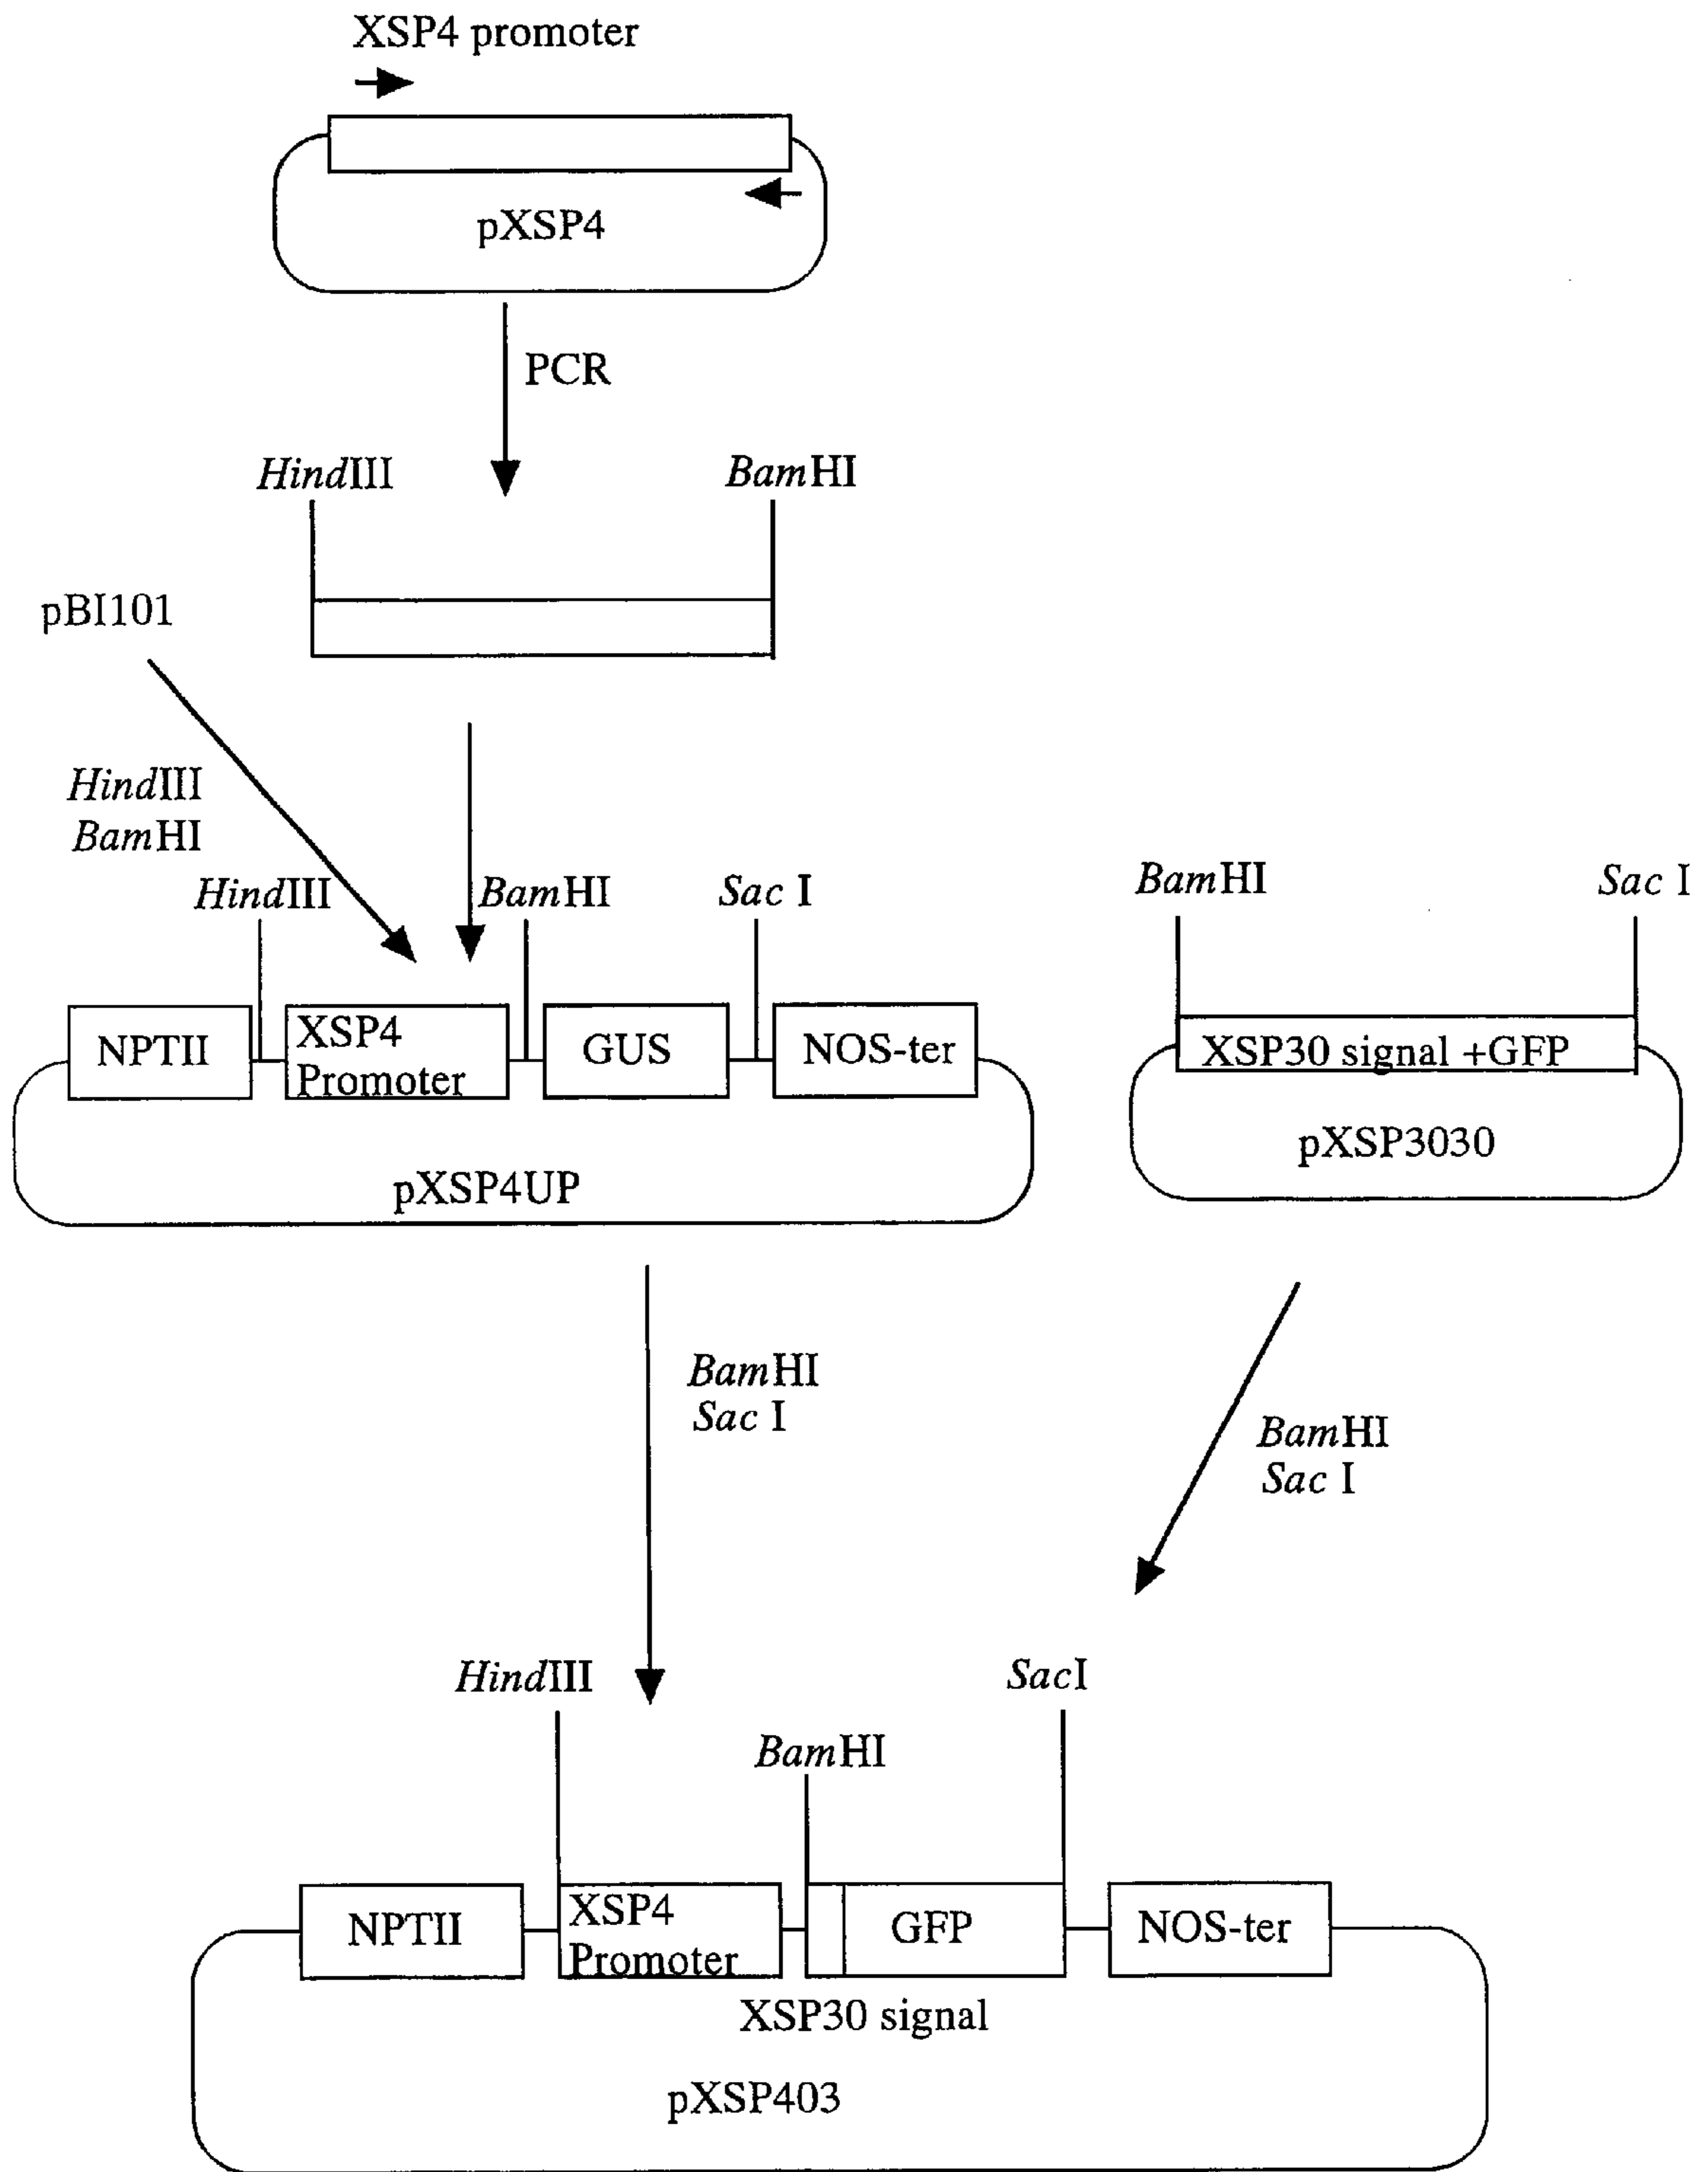 XSP4 promoter
pXSP4
PCR
HindIII
BamHI
pBI101
HindIII
BamHI
HindIII
BamHI
Sac I
BamHI
Sac I
NPTII
XSP4
Promoter
GUS
NOS-ter
XSP30 signal +GFP
pXSP3030
pXSP4UP
BamHI
Sac I
BamHI
Sac I
HindIII
SacI
BamHI
NPTII
XSP4
Promoter
GFP
NOS-ter
XSP30 signal
pXSP403